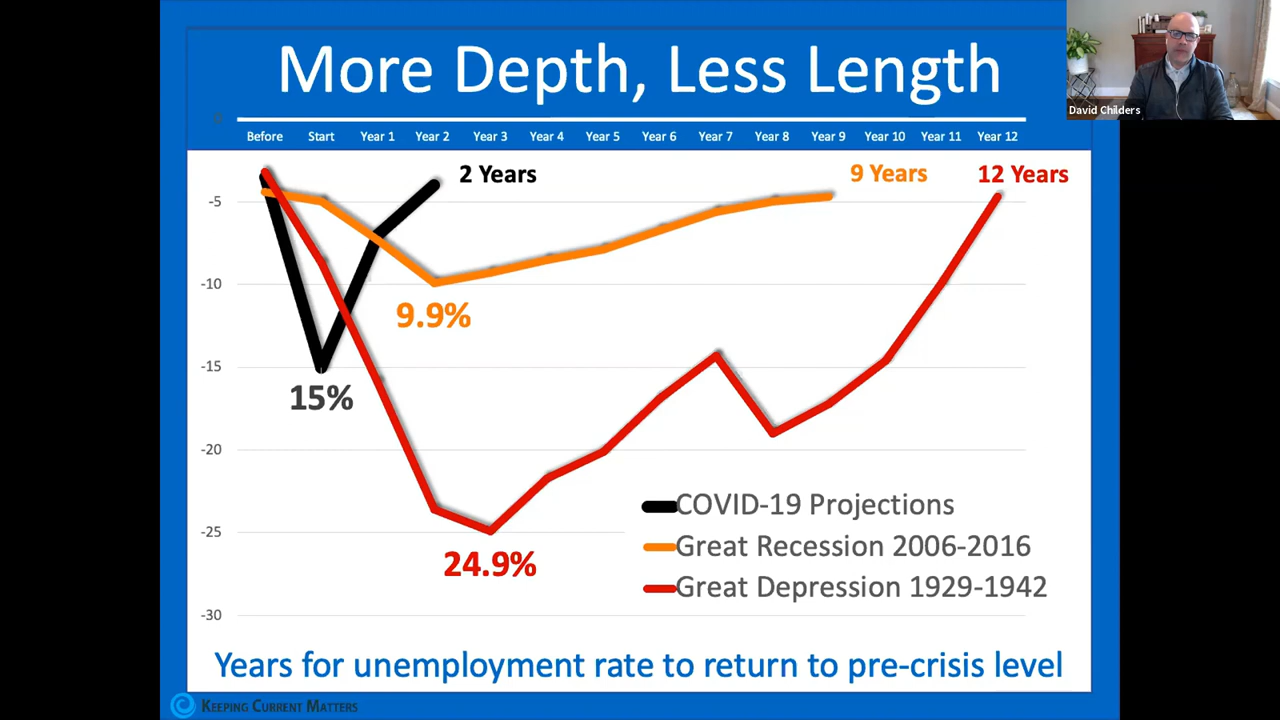 More Depth, Less Length
Before Start Year 1 Year 2 Year 3 Year 4 Year 5 Year 6 Year 7 Year 8 Year 9 Year 10 Year 11 Year 12
David Childers
2 Years
9 Years
12 Years
-5
-10
9.9%
-15
15%
-20
-25
24.9%
-30
COVID-19 Projections
Great Recession 2006-2016
Great Depression 1929-1942
Years for unemployment rate to return to pre-crisis level
KEEPING CURRENT MATTERS